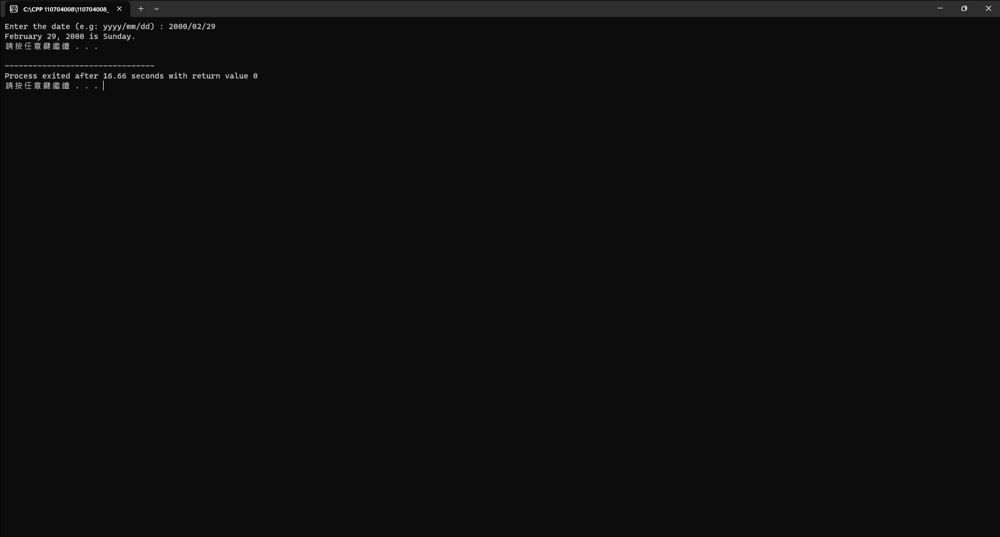 C:\CPP 110704008\110704008_
Enter the date (e.g: yyyy/mm/dd) : 2000/02/29
February 29, 2000 is Sunday.
請按任意鍵繼續 . . .
--------------------------------
Process exited after 16.66 seconds with return value 0
請按任意鍵繼續 . . .